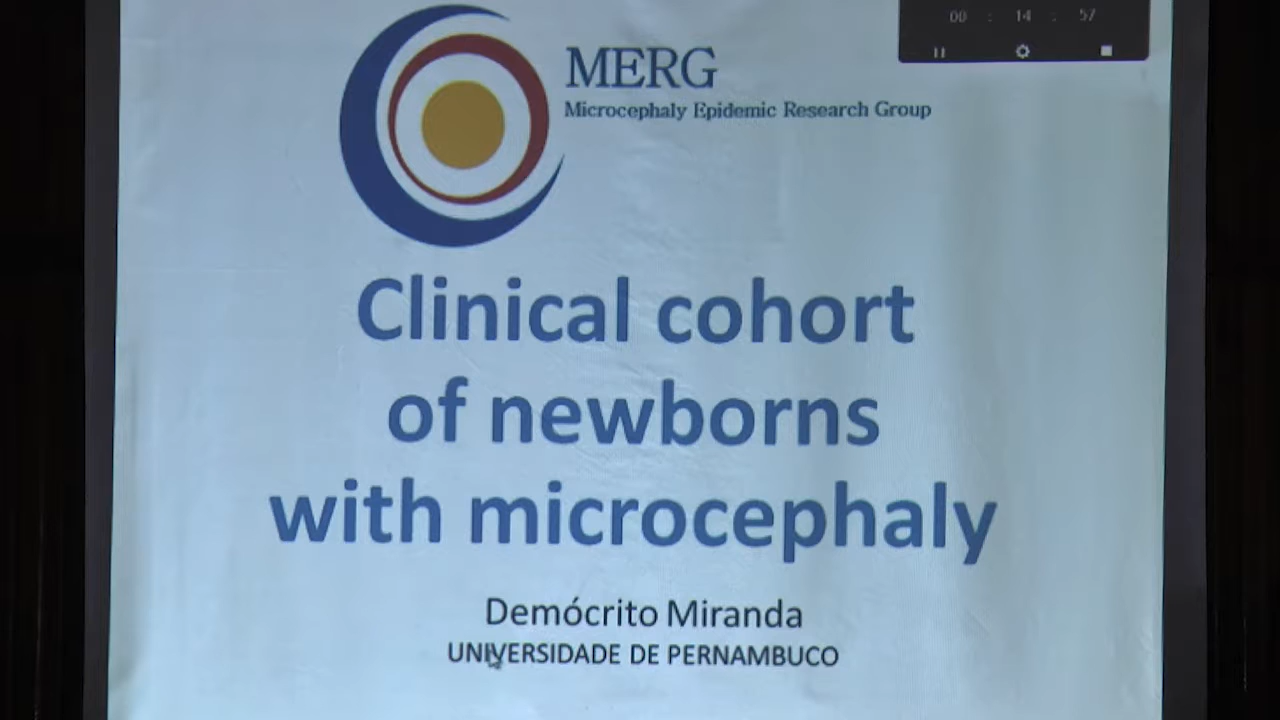 00 : 14 : 57
MERG
Microcephaly Epidemic Research Group
Clinical cohort
of newborns
with microcephaly
Demócrito Miranda
UNIVERSIDADE DE PERNAMBUCO